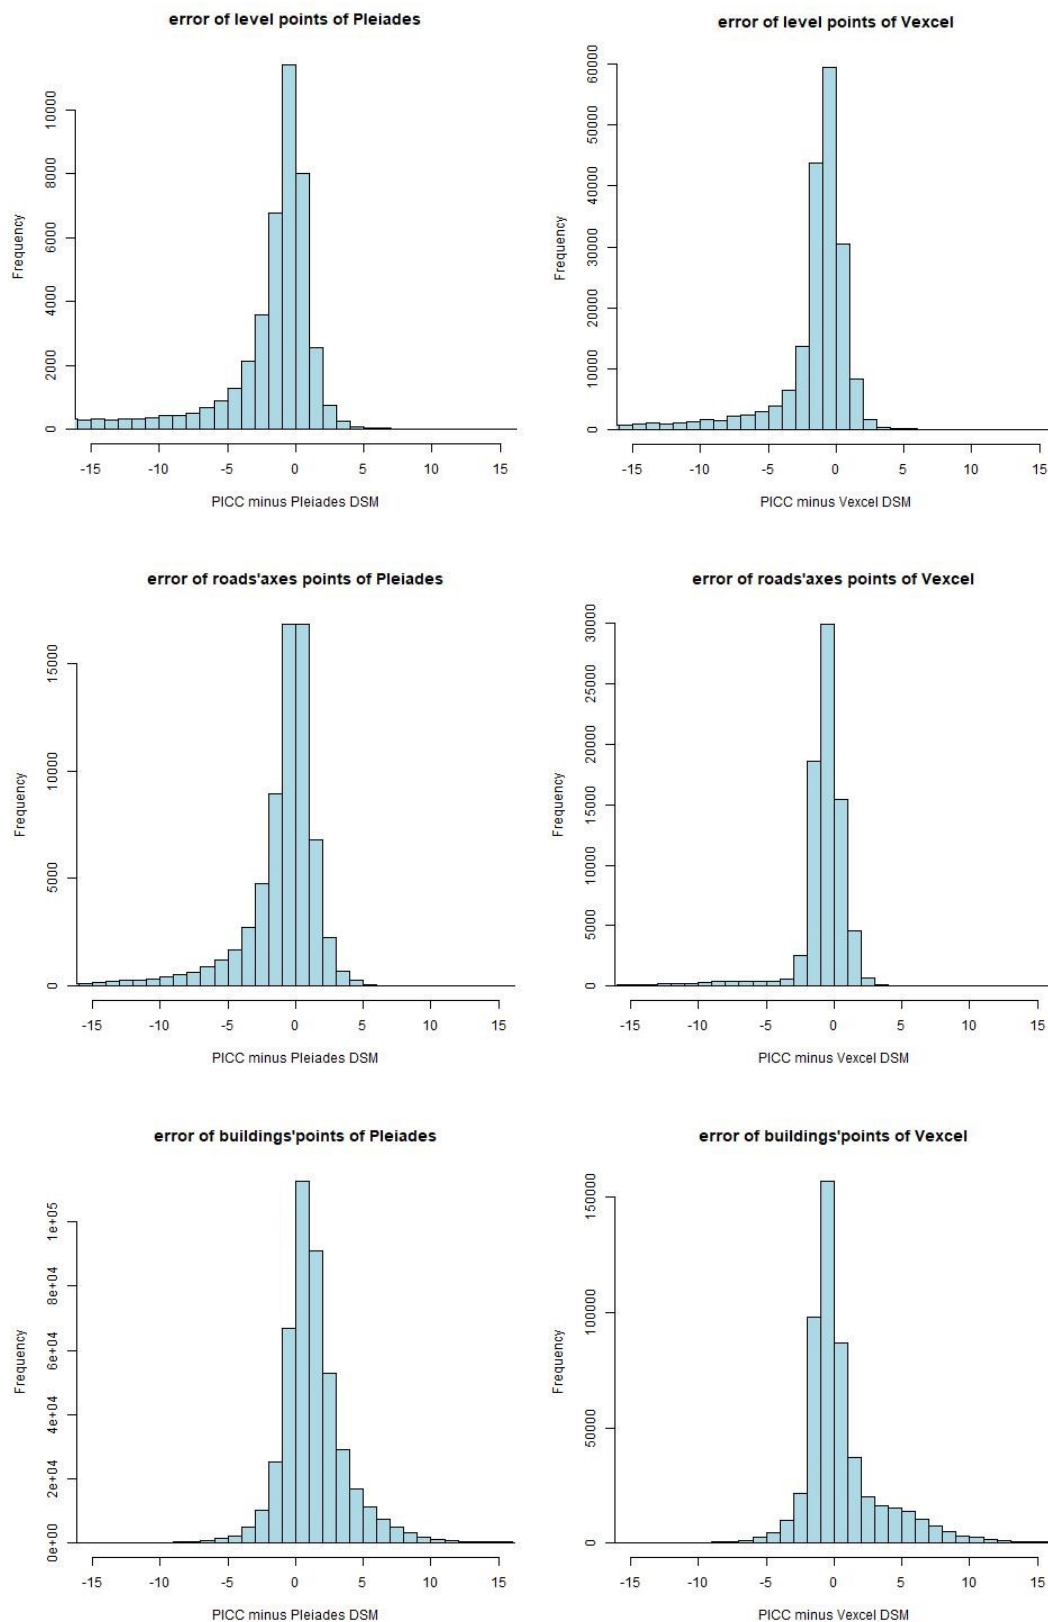 error of level points of Pleiades
Frequency
10000
8000
6000
4000
2000
0
-15 -10 -5 0 5 10 15
PICC minus Pleiades DSM
error of level points of Vexcel
Frequency
60000
50000
40000
30000
20000
10000
0
-15 -10 -5 0 5 10 15
PICC minus Vexcel DSM
error of roads'axes points of Pleiades
Frequency
15000
10000
5000
0
-15 -10 -5 0 5 10 15
PICC minus Pleiades DSM
error of roads'axes points of Vexcel
Frequency
30000
25000
20000
15000
10000
50000
0
-15 -10 -5 0 5 10 15
PICC minus Vexcel DSM
error of buildings'points of Pleiades
Frequency
1e+05
8e+04
6e+04
4e+04
2e+04
0e+00
-15 -10 -5 0 5 10 15
PICC minus Pleiades DSM
error of buildings'points of Vexcel
Frequency
150000
100000
50000
0
-15 -10 -5 0 5 10 15
PICC minus Vexcel DSM